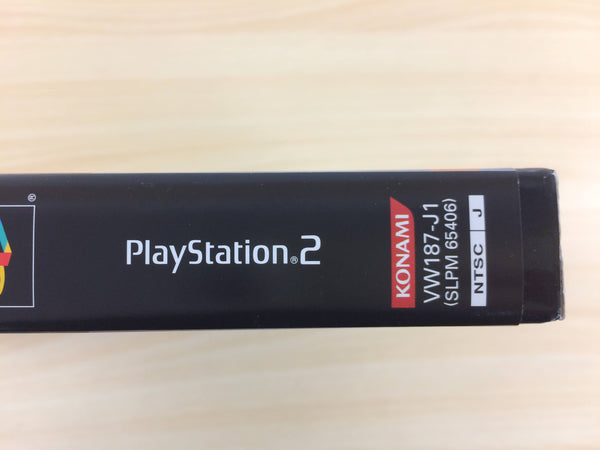 ®
PlayStation®2
KONAMI
VW187-J1
(SLPM 65406)
NTSC J